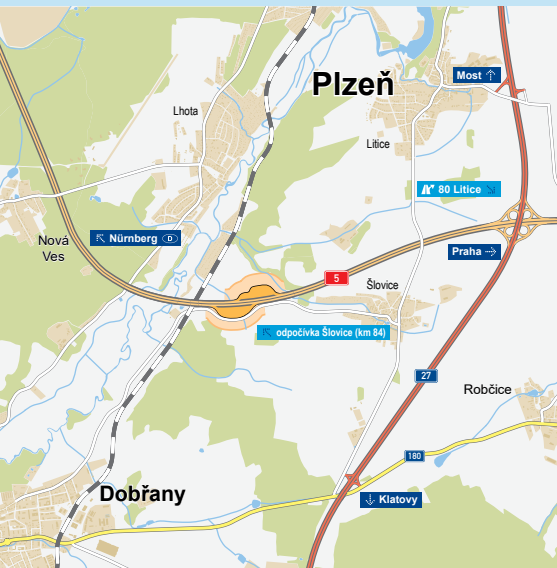 Most
Plzeň
Lhota
Litice
80 Litice
Nová
Ves
Nürnberg D
Praha
5
Šlovice
odpočívka Šlovice (km 84)
27
Robčice
180
Dobřany
Klatovy